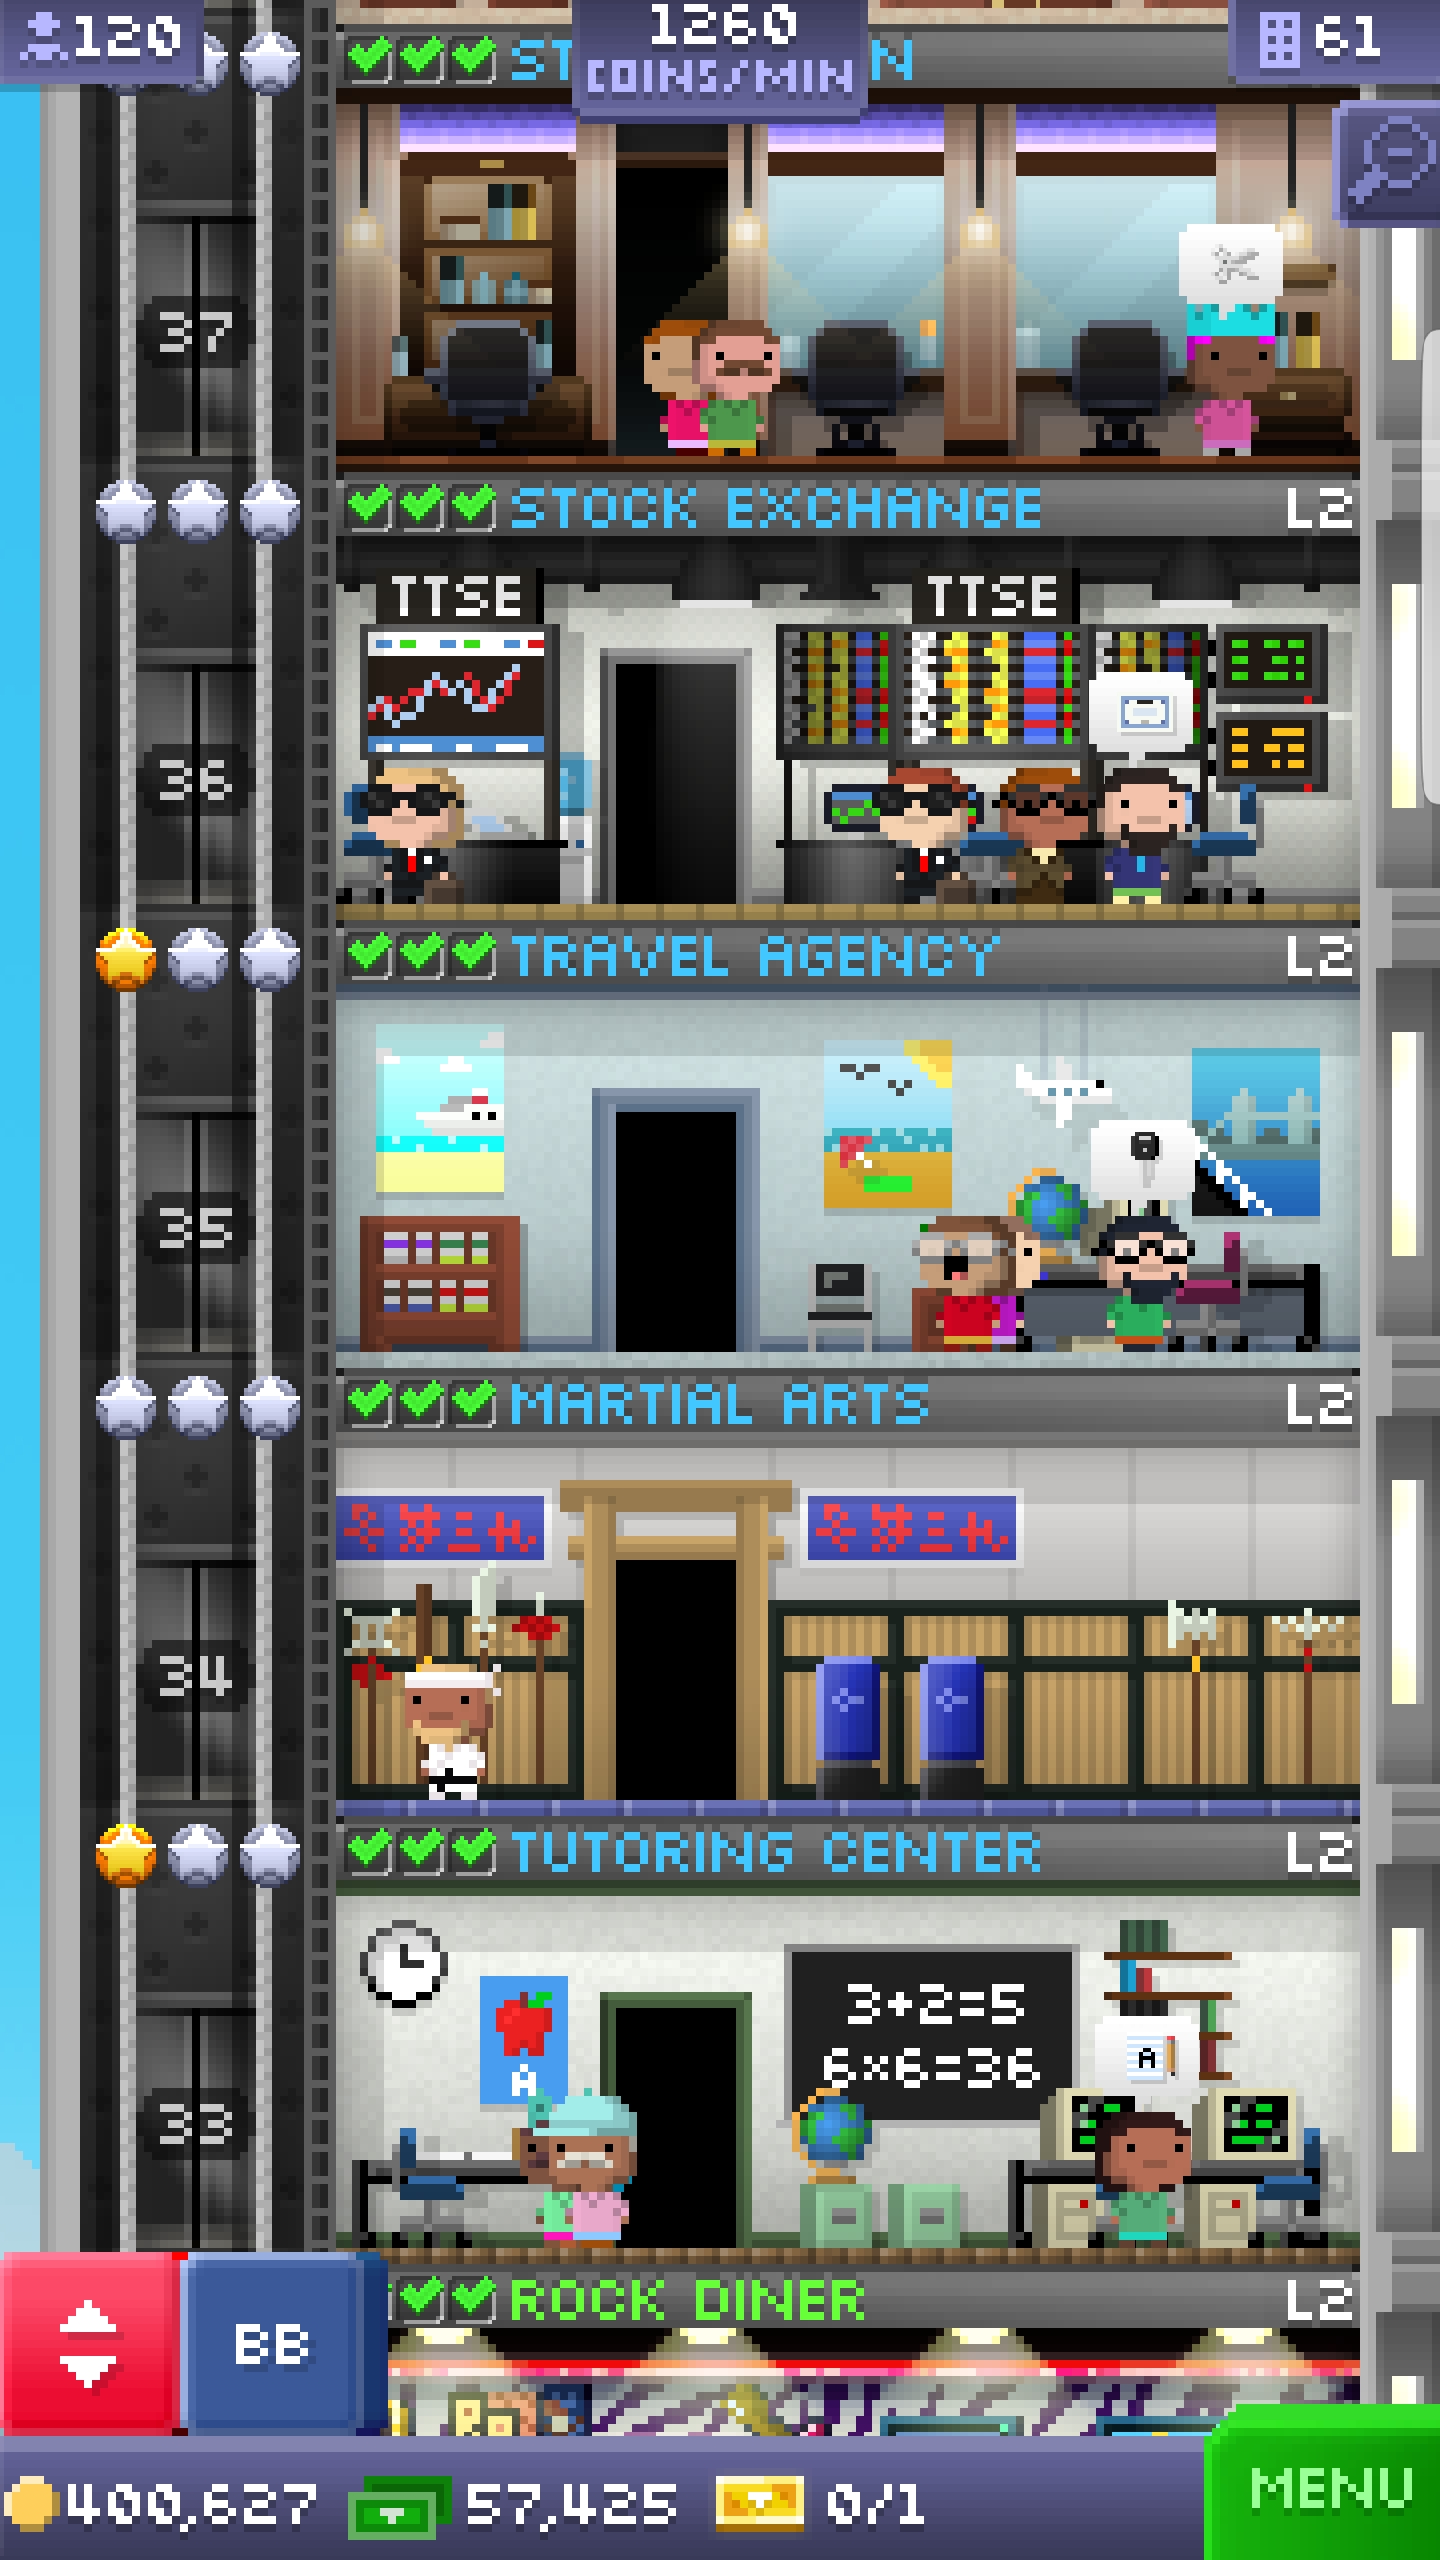 120
1260
COINS/MIN
61
ST
N
37
STOCK EXCHANGE L2
TTSE
TTSE
36
TRAVEL AGENCY L2
35
MARTIAL ARTS L2
34
TUTORING CENTER L2
3+2=5
6×6=36
A
A
33
ROCK DINER L2
BB
400,627
57,425
0/1
MENU